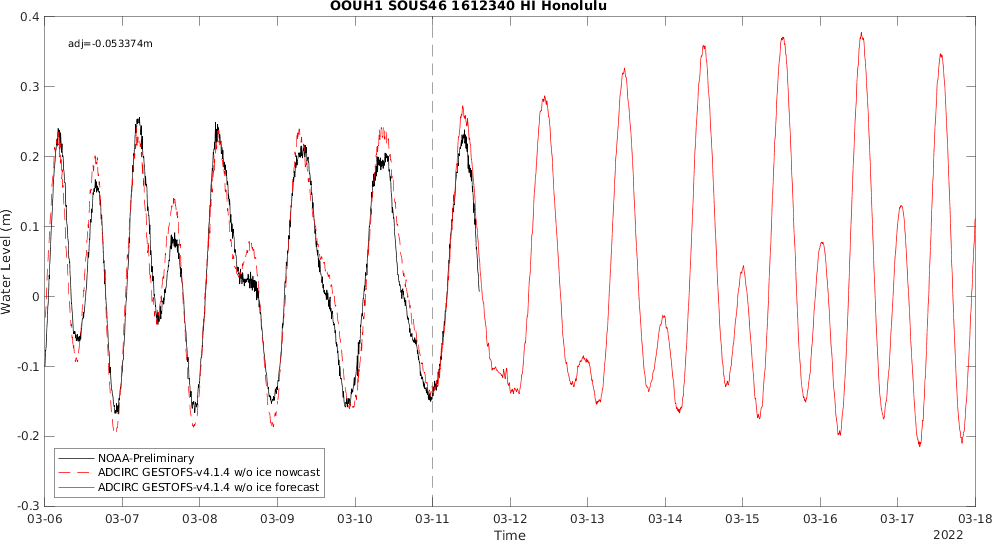 OOUH1 SOUS46 1612340 HI Honolulu
adj=-0.053374m
Water Level (m)
0.4
0.3
0.2
0.1
0
-0.1
-0.2
-0.3
NOAA-Preliminary
ADCIRC GESTOFS-v4.1.4 w/o ice nowcast
ADCIRC GESTOFS-v4.1.4 w/o ice forecast
03-06 03-07 03-08 03-09 03-10 03-11 03-12 03-13 03-14 03-15 03-16 03-17 03-18
Time
2022